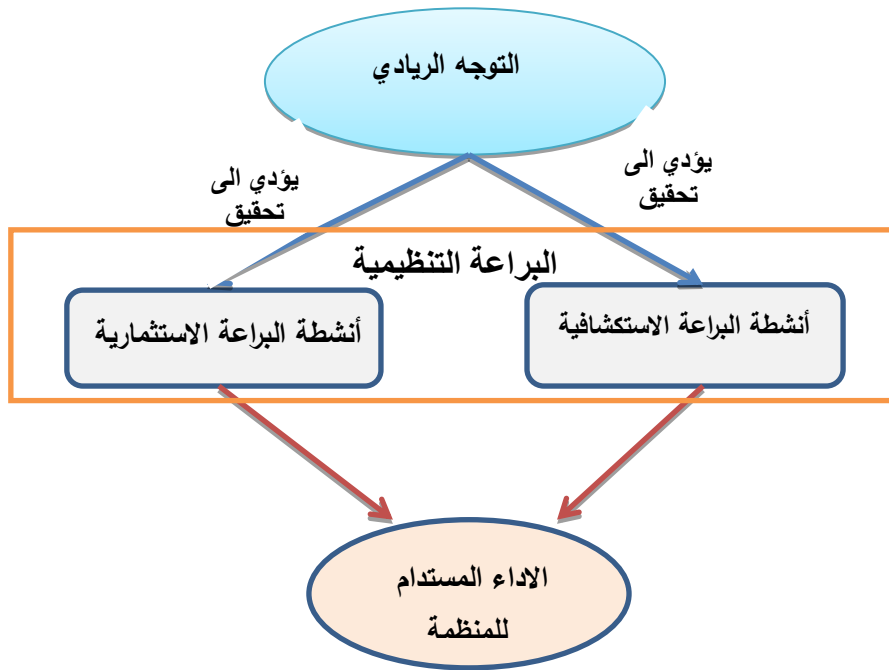 التوجه الريادي
يؤدي الى
تحقيق
يؤدي الى
تحقيق
البراعة التنظيمية
أنشطة البراعة الاستكشافية
أنشطة البراعة الاستثمارية
الاداء المستدام
للمنظمة